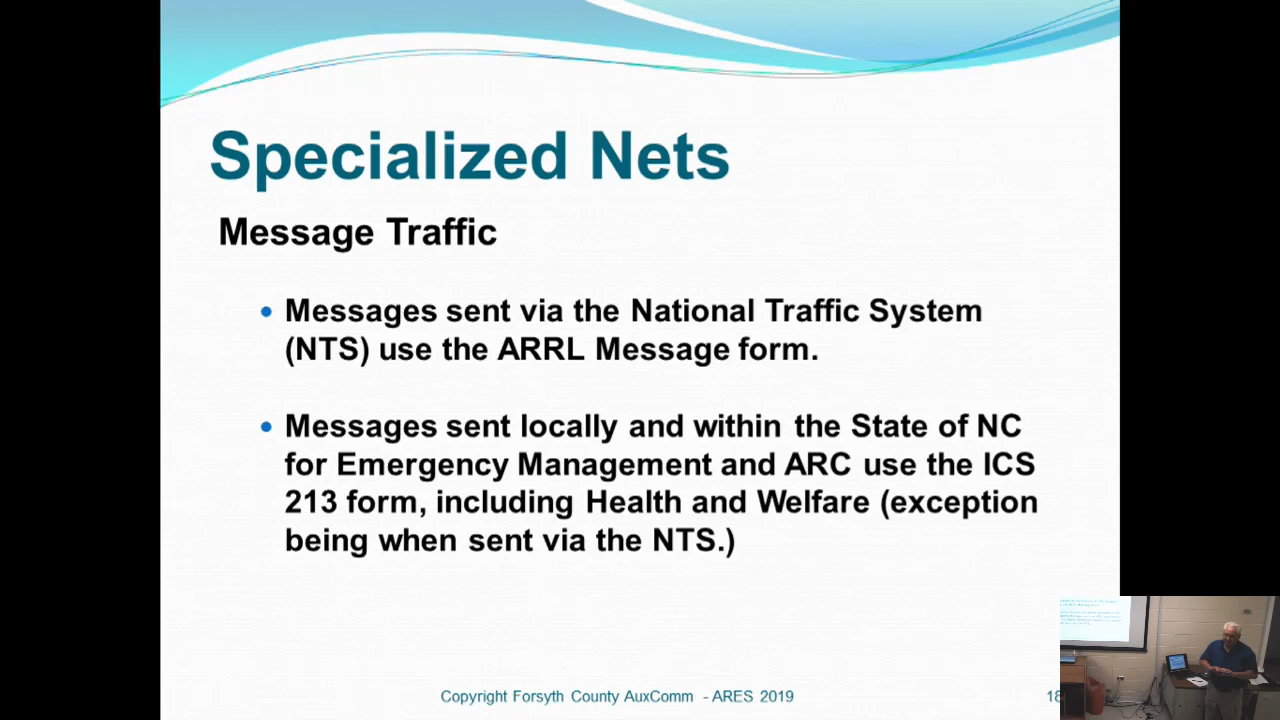 Specialized Nets
Message Traffic
• Messages sent via the National Traffic System
(NTS) use the ARRL Message form.
• Messages sent locally and within the State of NC
for Emergency Management and ARC use the ICS
213 form, including Health and Welfare (exception
being when sent via the NTS.)
Copyright Forsyth County AuxComm - ARES 2019
18